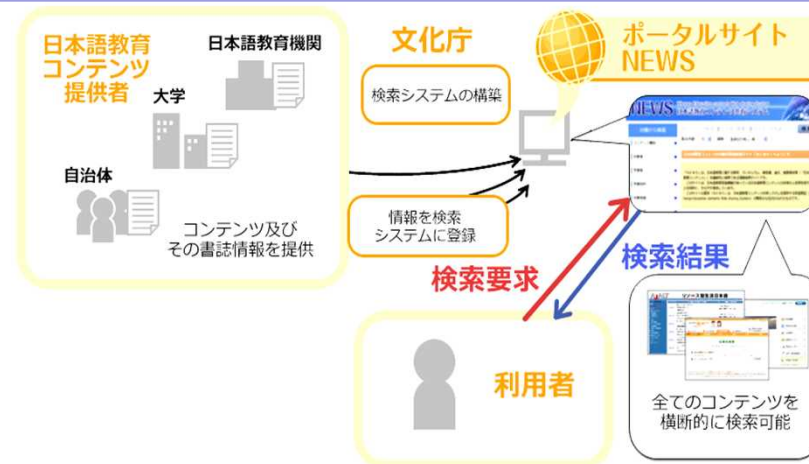 日本語教育
コンテンツ
提供者
日本語教育機関
大学
自治体
コンテンツ及び
その書誌情報を提供
文化庁
検索システムの構築
情報を検索
システムに登録
ポータルサイト
NEWS
NEWS
検索要求
検索結果
利用者
全てのコンテンツを
横断的に検索可能